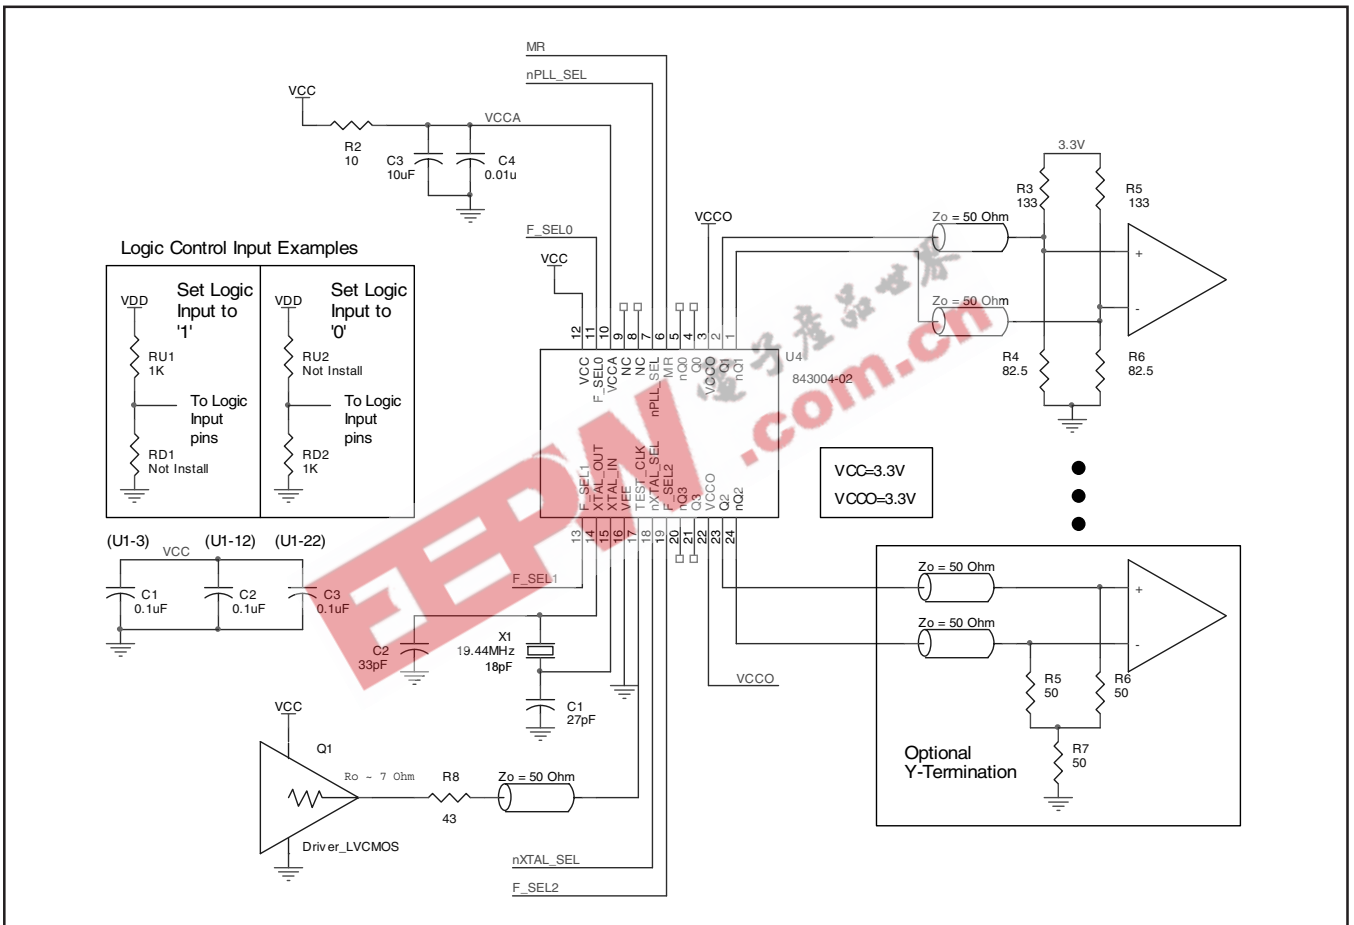 MR
nPLL_SEL
VCC
VCCA
R2
10
C3
10uF
C4
0.01u
3.3V
R3
133
R5
133
VCCO
Zo = 50 Ohm
F_SEL0
VCC
+
-
Zo = 50 Ohm
R4
82.5
R6
82.5
Logic Control Input Examples
Set Logic
Input to
'1'
VDD
RU1
1K
To Logic
Input
pins
RD1
Not Install
Set Logic
Input to
'0'
VDD
RU2
Not Install
To Logic
Input
pins
RD2
1K
12
11
10
9
8
7
6
5
4
3
2
1
VCC
F_SEL0
VCCA
NC
NC
nPLL_SEL
MR
nQ0
Q0
VCCO
Q1
nQ1
U4
843004-02
F_SEL1
XTAL_OUT
XTAL_IN
VEE
TEST_CLK
nXTAL_SEL
F_SEL2
nQ3
Q3
VCCO
Q2
nQ2
13
14
15
16
17
18
19
20
21
22
23
24
電子產品世界
EEPW
.com.cn
VCC=3.3V
VCCO=3.3V
(U1-3)
(U1-12)
(U1-22)
VCC
C1
0.1uF
C2
0.1uF
C3
0.1uF
F_SEL1
C2
33pF
X1
19.44MHz
18pF
C1
27pF
VCCO
Zo = 50 Ohm
Zo = 50 Ohm
+
-
R5
50
R6
50
R7
50
Optional
Y-Termination
VCC
Q1
Ro ~ 7 Ohm
R8
43
Zo = 50 Ohm
Driver_LVCMOS
nXTAL_SEL
F_SEL2